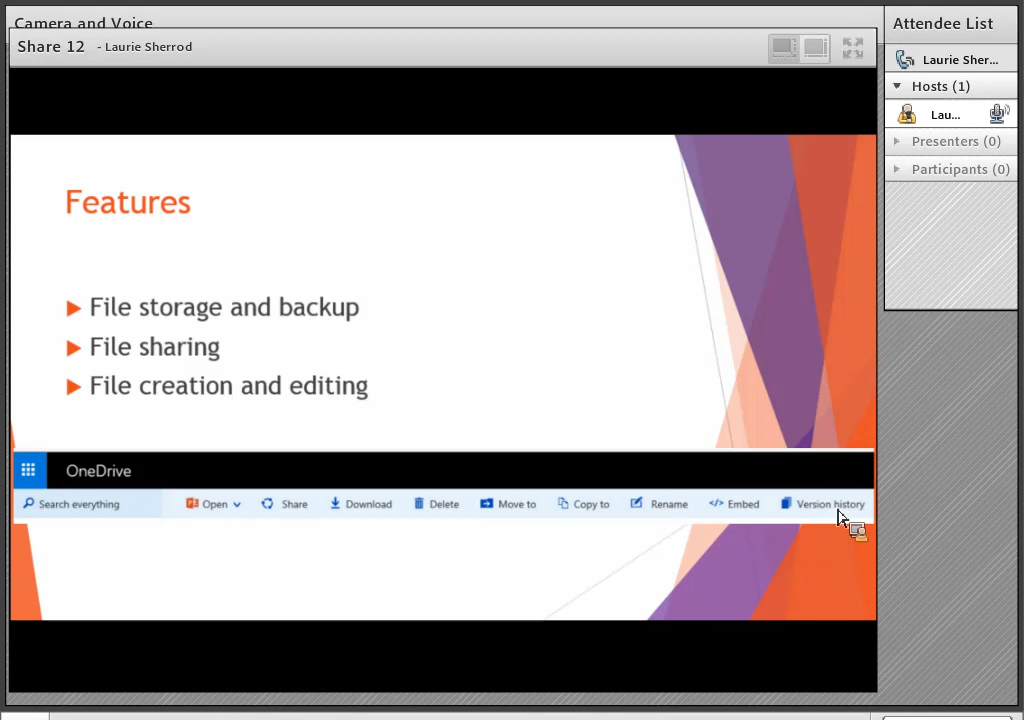 Camera and Voice
Share 12 - Laurie Sherrod
Attendee List
Laurie Sher...
Hosts (1)
Lau...
Presenters (0)
Participants (0)
Features
File storage and backup
File sharing
File creation and editing
OneDrive
Search everything Open Share Download Delete Move to Copy to Rename Embed Version history